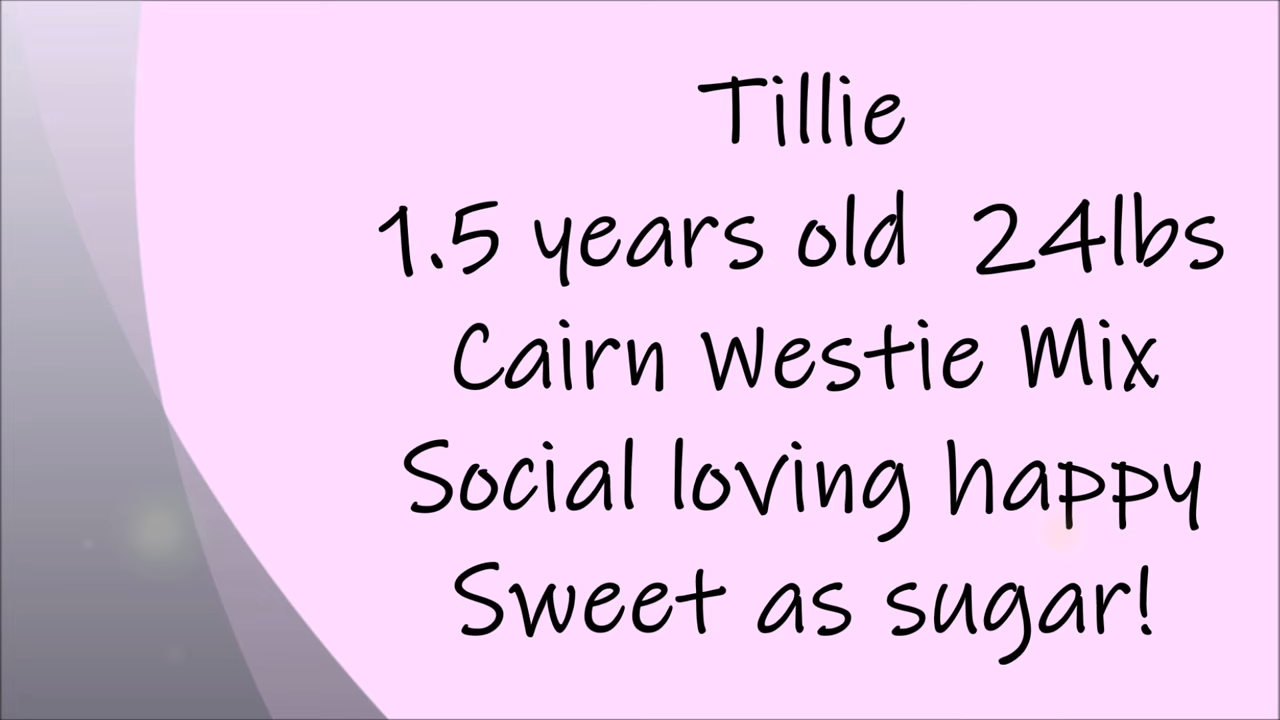 Tillie
1.5 years old 24lbs
Cairn Westie Mix
Social loving happy
Sweet as sugar!